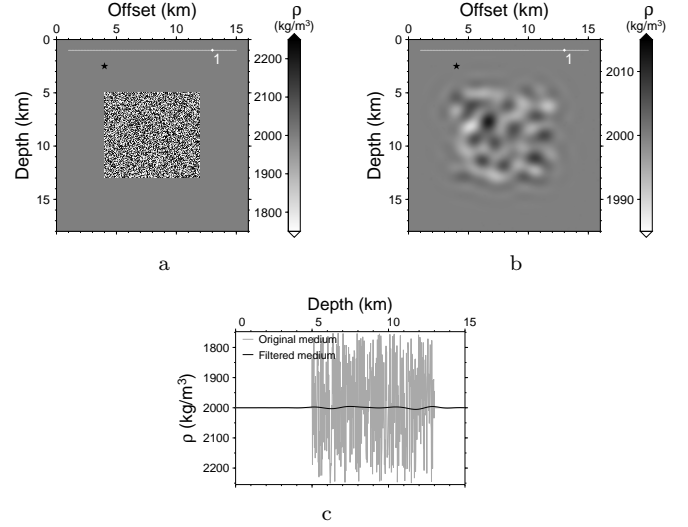 Offset (km)
0 5 10 15
ρ
(kg/m³)
0
5
10
15
Depth (km)
1
2200
2100
2000
1900
1800
a
Offset (km)
0 5 10 15
ρ
(kg/m³)
0
5
10
15
Depth (km)
1
2010
2000
1990
b
Depth (km)
0 5 10 15
1800
1900
2000
2100
2200
ρ (kg/m³)
Original medium
Filtered medium
c